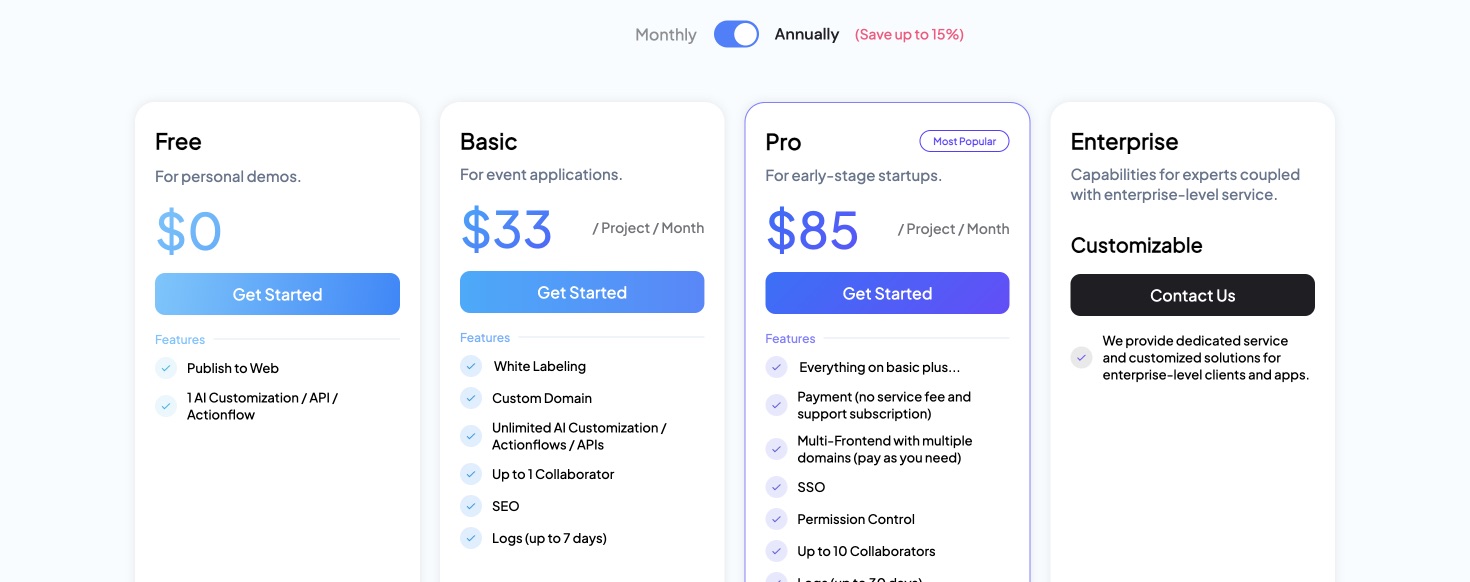 Monthly Annually (Save up to 15%)
Free
For personal demos.
$0
Get Started
Features
Publish to Web
1 AI Customization / API /
Actionflow
Basic
For event applications.
$33 / Project / Month
Get Started
Features
White Labeling
Custom Domain
Unlimited AI Customization /
Actionflows / APIs
Up to 1 Collaborator
SEO
Logs (up to 7 days)
Pro Most Popular
For early-stage startups.
$85 / Project / Month
Get Started
Features
Everything on basic plus...
Payment (no service fee and
support subscription)
Multi-Frontend with multiple
domains (pay as you need)
SSO
Permission Control
Up to 10 Collaborators
Logs (up to 30 days)
Enterprise
Capabilities for experts coupled
with enterprise-level service.
Customizable
Contact Us
We provide dedicated service
and customized solutions for
enterprise-level clients and apps.